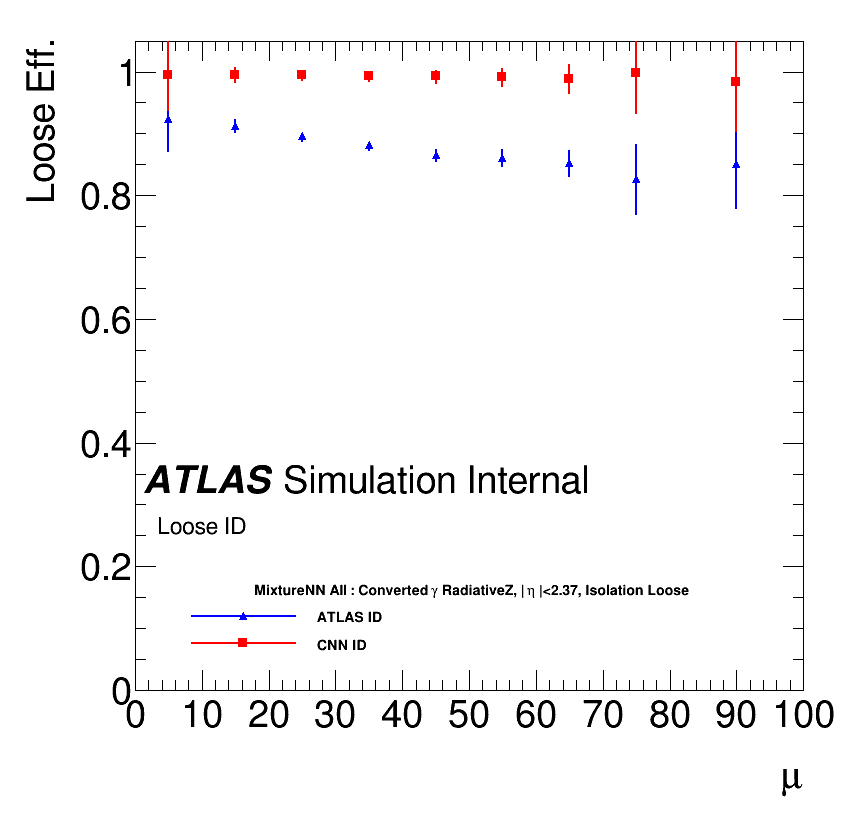 Loose Eff.
1
0.8
0.6
0.4
ATLAS Simulation Internal
Loose ID
0.2
MixtureNN All : Converted γ RadiativeZ, | η |<2.37, Isolation Loose
ATLAS ID
CNN ID
0
0 10 20 30 40 50 60 70 80 90 100
μ